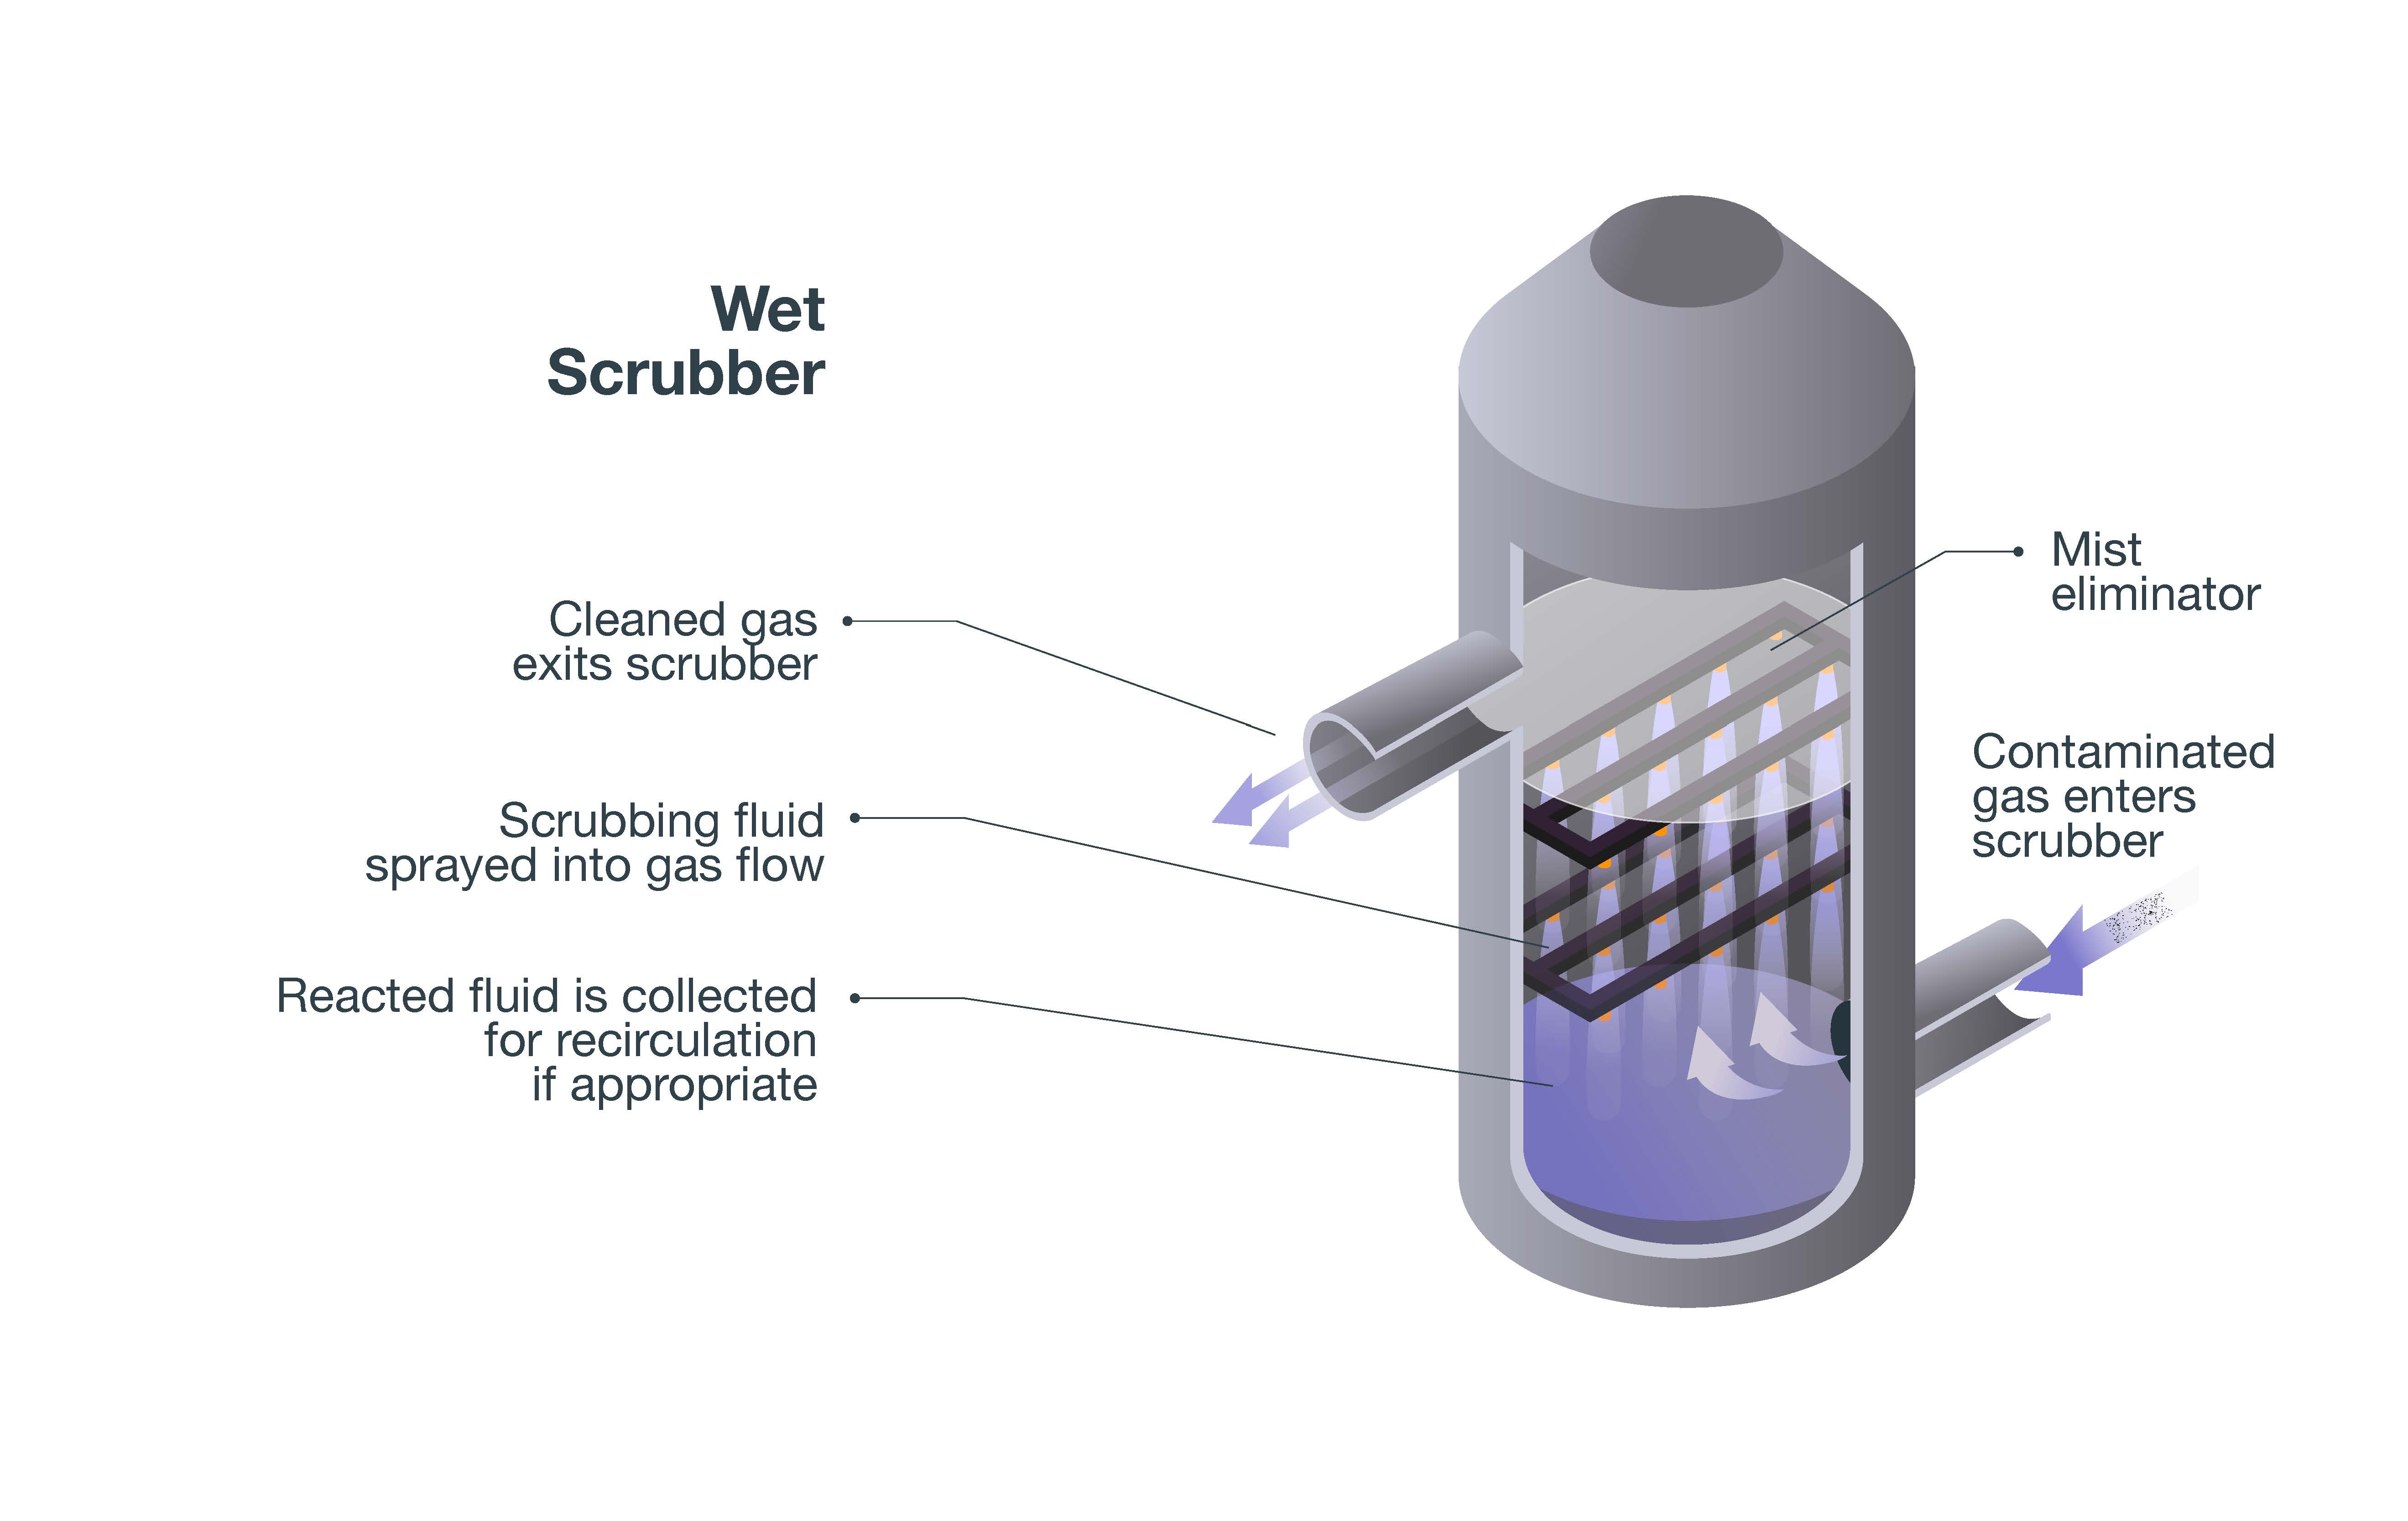 Wet
Scrubber
Cleaned gas
exits scrubber
Scrubbing fluid
sprayed into gas flow
Reacted fluid is collected
for recirculation
if appropriate
Mist
eliminator
Contaminated
gas enters
scrubber